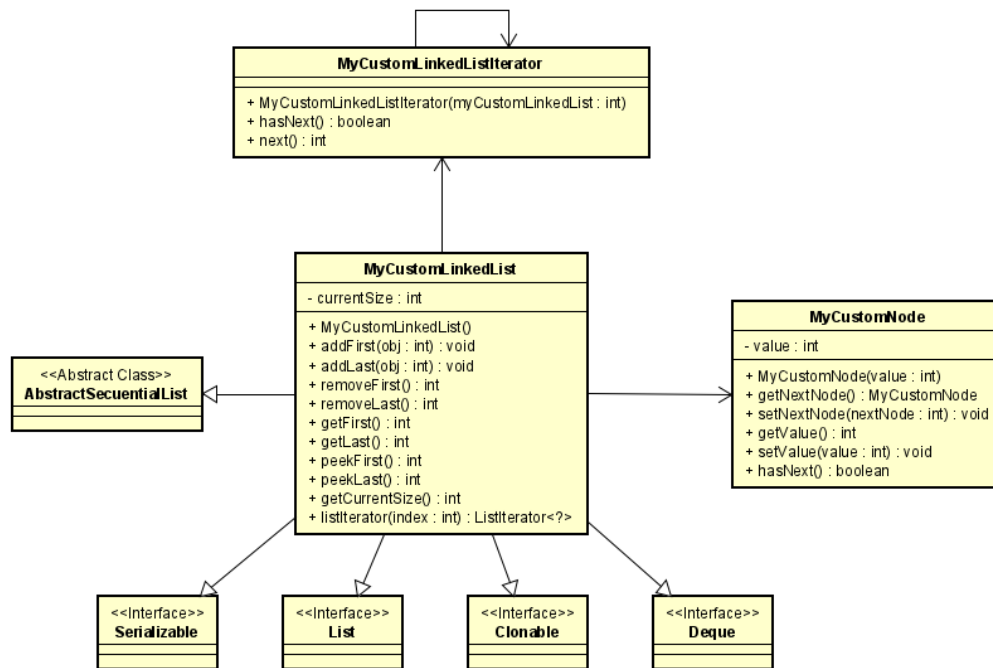 MyCustomLinkedListIterator
+ MyCustomLinkedListIterator(myCustomLinkedList : int)
+ hasNext() : boolean
+ next() : int
MyCustomLinkedList
- currentSize : int
+ MyCustomLinkedList()
+ addFirst(obj : int) : void
+ addLast(obj : int) : void
+ removeFirst() : int
+ removeLast() : int
+ getFirst() : int
+ getLast() : int
+ peekFirst() : int
+ peekLast() : int
+ getCurrentSize() : int
+ listIterator(index : int) : ListIterator<?>
MyCustomNode
- value : int
+ MyCustomNode(value : int)
+ getNextNode() : MyCustomNode
+ setNextNode(nextNode : int) : void
+ getValue() : int
+ setValue(value : int) : void
+ hasNext() : boolean
<<Abstract Class>>
AbstractSecuentialList
<<Interface>>
Serializable
<<Interface>>
List
<<Interface>>
Clonable
<<Interface>>
Deque